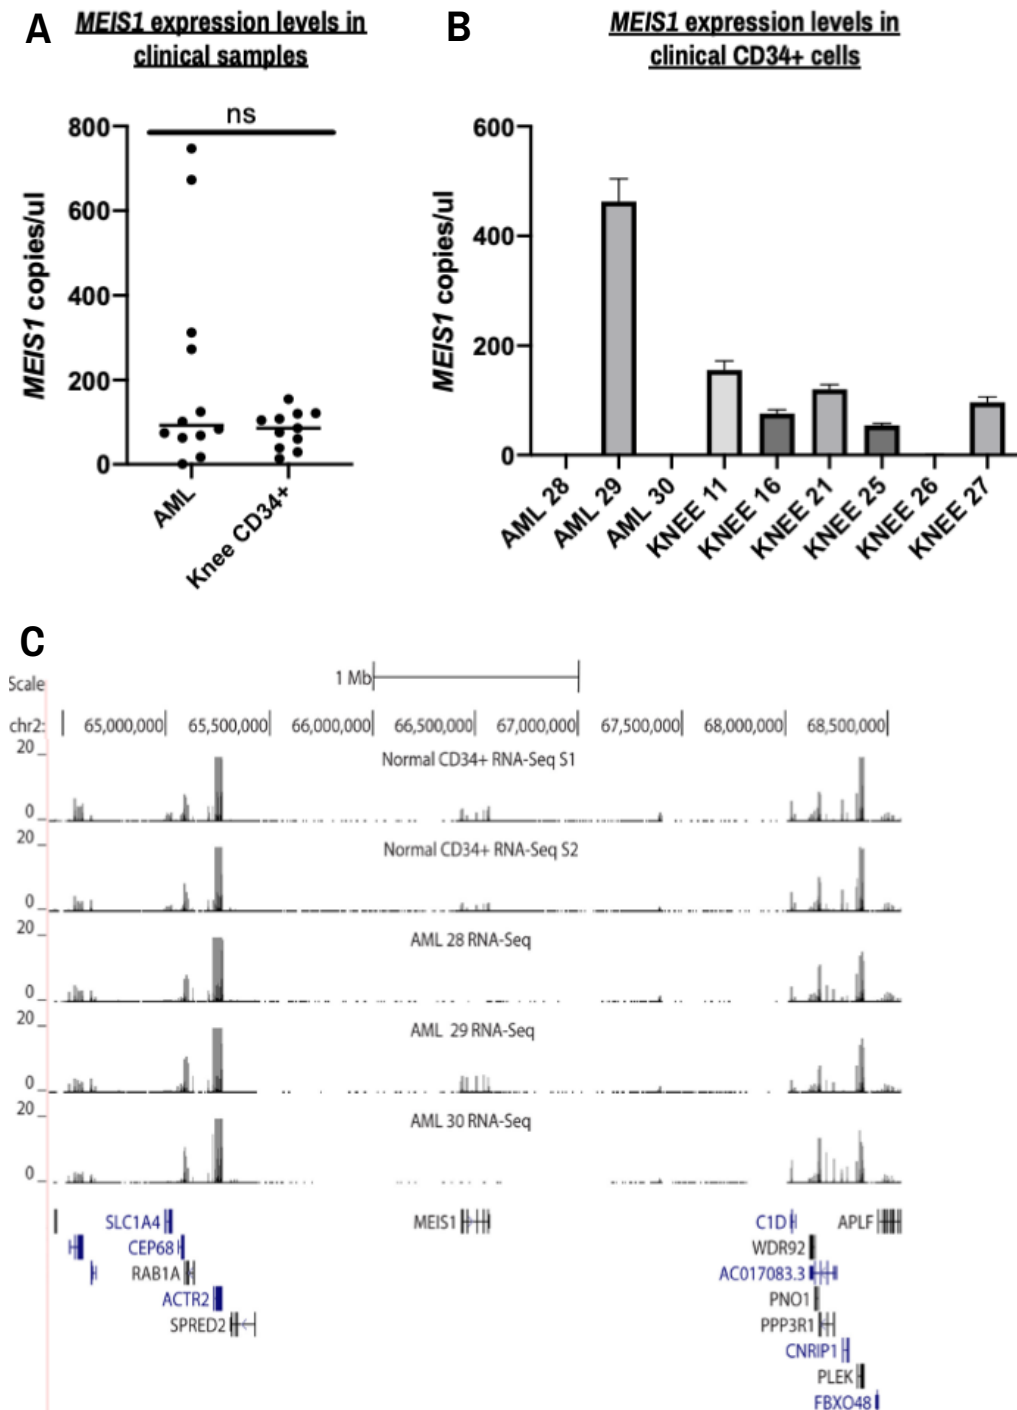 A
MEIS1 expression levels in
clinical samples
ns
800
600
400
200
0
MEIS1 copies/ul
AML
Knee CD34+
B
MEIS1 expression levels in
clinical CD34+ cells
600
400
200
0
MEIS1 copies/ul
AML 28
AML 29
AML 30
KNEE 11
KNEE 16
KNEE 21
KNEE 25
KNEE 26
KNEE 27
C
Scale
1 Mb
chr2:
65,000,000
65,500,000
66,000,000
66,500,000
67,000,000
67,500,000
68,000,000
68,500,000
20
Normal CD34+ RNA-Seq S1
0
20
Normal CD34+ RNA-Seq S2
0
20
AML 28 RNA-Seq
0
20
AML 29 RNA-Seq
0
20
AML 30 RNA-Seq
0
SLC1A4
MEIS1
C1D
APLF
CEP68
WDR92
RAB1A
AC017083.3
ACTR2
PNO1
SPRED2
PPP3R1
CNRIP1
PLEK
FBXO48